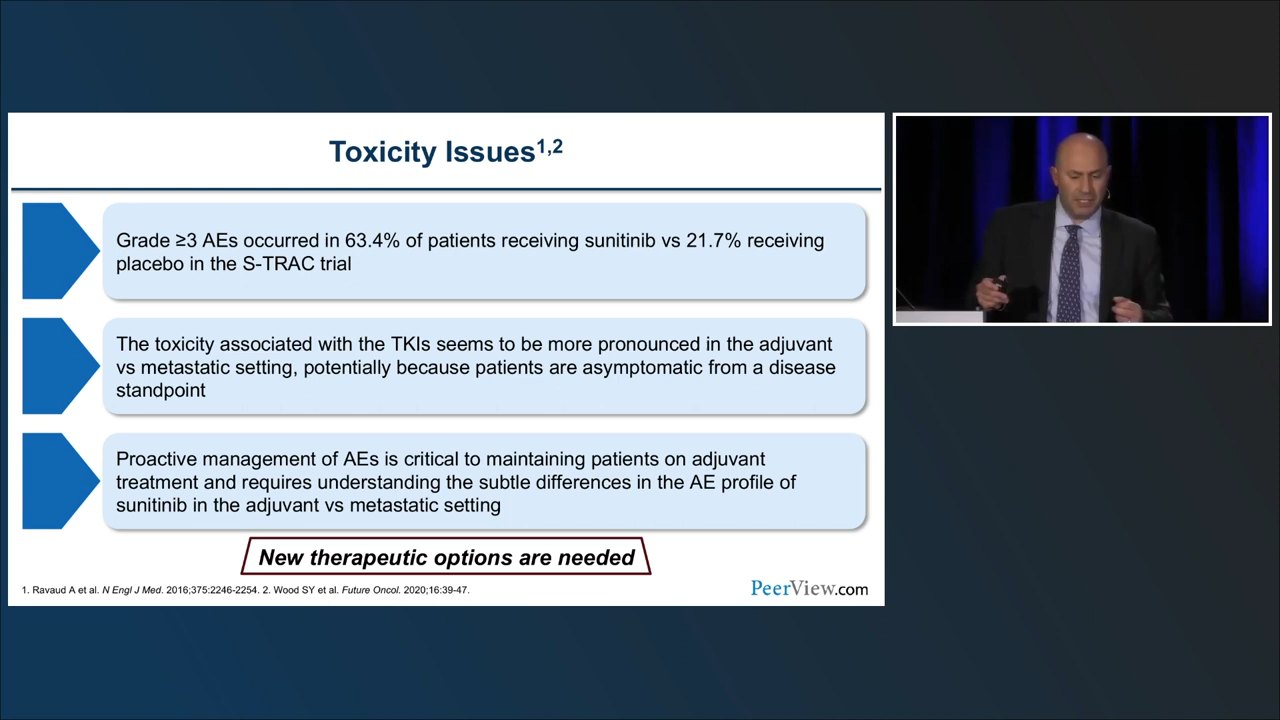 Toxicity Issues1,2
Grade ≥3 AEs occurred in 63.4% of patients receiving sunitinib vs 21.7% receiving
placebo in the S-TRAC trial
The toxicity associated with the TKIs seems to be more pronounced in the adjuvant
vs metastatic setting, potentially because patients are asymptomatic from a disease
standpoint
Proactive management of AEs is critical to maintaining patients on adjuvant
treatment and requires understanding the subtle differences in the AE profile of
sunitinib in the adjuvant vs metastatic setting
New therapeutic options are needed
1. Ravaud A et al. N Engl J Med. 2016;375:2246-2254. 2. Wood SY et al. Future Oncol. 2020;16:39-47.
PeerView.com